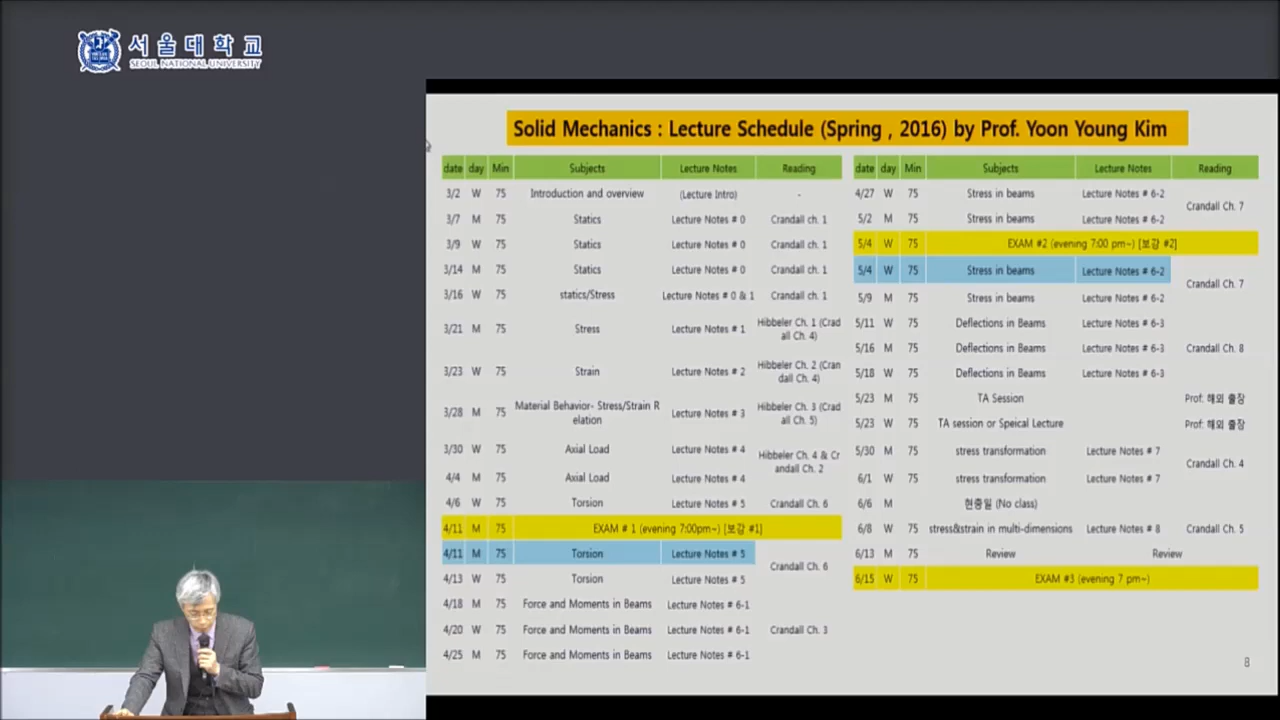 서울대학교
SEOUL NATIONAL UNIVERSITY
Solid Mechanics : Lecture Schedule (Spring , 2016) by Prof. Yoon Young Kim
date day Min Subjects Lecture Notes Reading
3/2 W 75 Introduction and overview (Lecture Intro) -
3/7 M 75 Statics Lecture Notes # 0 Crandall ch. 1
3/9 W 75 Statics Lecture Notes # 0 Crandall ch. 1
3/14 M 75 Statics Lecture Notes # 0 Crandall ch. 1
3/16 W 75 statics/Stress Lecture Notes # 0 & 1 Crandall ch. 1
3/21 M 75 Stress Lecture Notes # 1 Hibbeler Ch. 1 (Crad
all Ch. 4)
3/23 W 75 Strain Lecture Notes # 2 Hibbeler Ch. 2 (Cran
dall Ch. 4)
3/28 M 75 Material Behavior- Stress/Strain R Lecture Notes # 3 Hibbeler Ch. 3 (Crad
elation all Ch. 5)
3/30 W 75 Axial Load Lecture Notes # 4 Hibbeler Ch. 4 & Cr
andall Ch. 2
4/4 M 75 Axial Load Lecture Notes # 4
4/6 W 75 Torsion Lecture Notes # 5 Crandall Ch. 6
4/11 M 75 EXAM # 1 (evening 7:00pm~) [보강 #1]
4/11 M 75 Torsion Lecture Notes # 5 Crandall Ch. 6
4/13 W 75 Torsion Lecture Notes # 5
4/18 M 75 Force and Moments in Beams Lecture Notes # 6-1
4/20 W 75 Force and Moments in Beams Lecture Notes # 6-1 Crandall Ch. 3
4/25 M 75 Force and Moments in Beams Lecture Notes # 6-1
date day Min Subjects Lecture Notes Reading
4/27 W 75 Stress in beams Lecture Notes # 6-2 Crandall Ch. 7
5/2 M 75 Stress in beams Lecture Notes # 6-2
5/4 W 75 EXAM #2 (evening 7:00 pm~) [보강 #2]
5/4 W 75 Stress in beams Lecture Notes # 6-2 Crandall Ch. 7
5/9 M 75 Stress in beams Lecture Notes # 6-2
5/11 W 75 Deflections in Beams Lecture Notes # 6-3
5/16 M 75 Deflections in Beams Lecture Notes # 6-3 Crandall Ch. 8
5/18 W 75 Deflections in Beams Lecture Notes # 6-3
5/23 M 75 TA Session Prof. 해외 출장
5/23 W 75 TA session or Speical Lecture Prof. 해외 출장
5/30 M 75 stress transformation Lecture Notes # 7 Crandall Ch. 4
6/1 W 75 stress transformation Lecture Notes # 7
6/6 M 현충일 (No class)
6/8 W 75 stress&strain in multi-dimensions Lecture Notes # 8 Crandall Ch. 5
6/13 M 75 Review Review
6/15 W 75 EXAM #3 (evening 7 pm~)
8